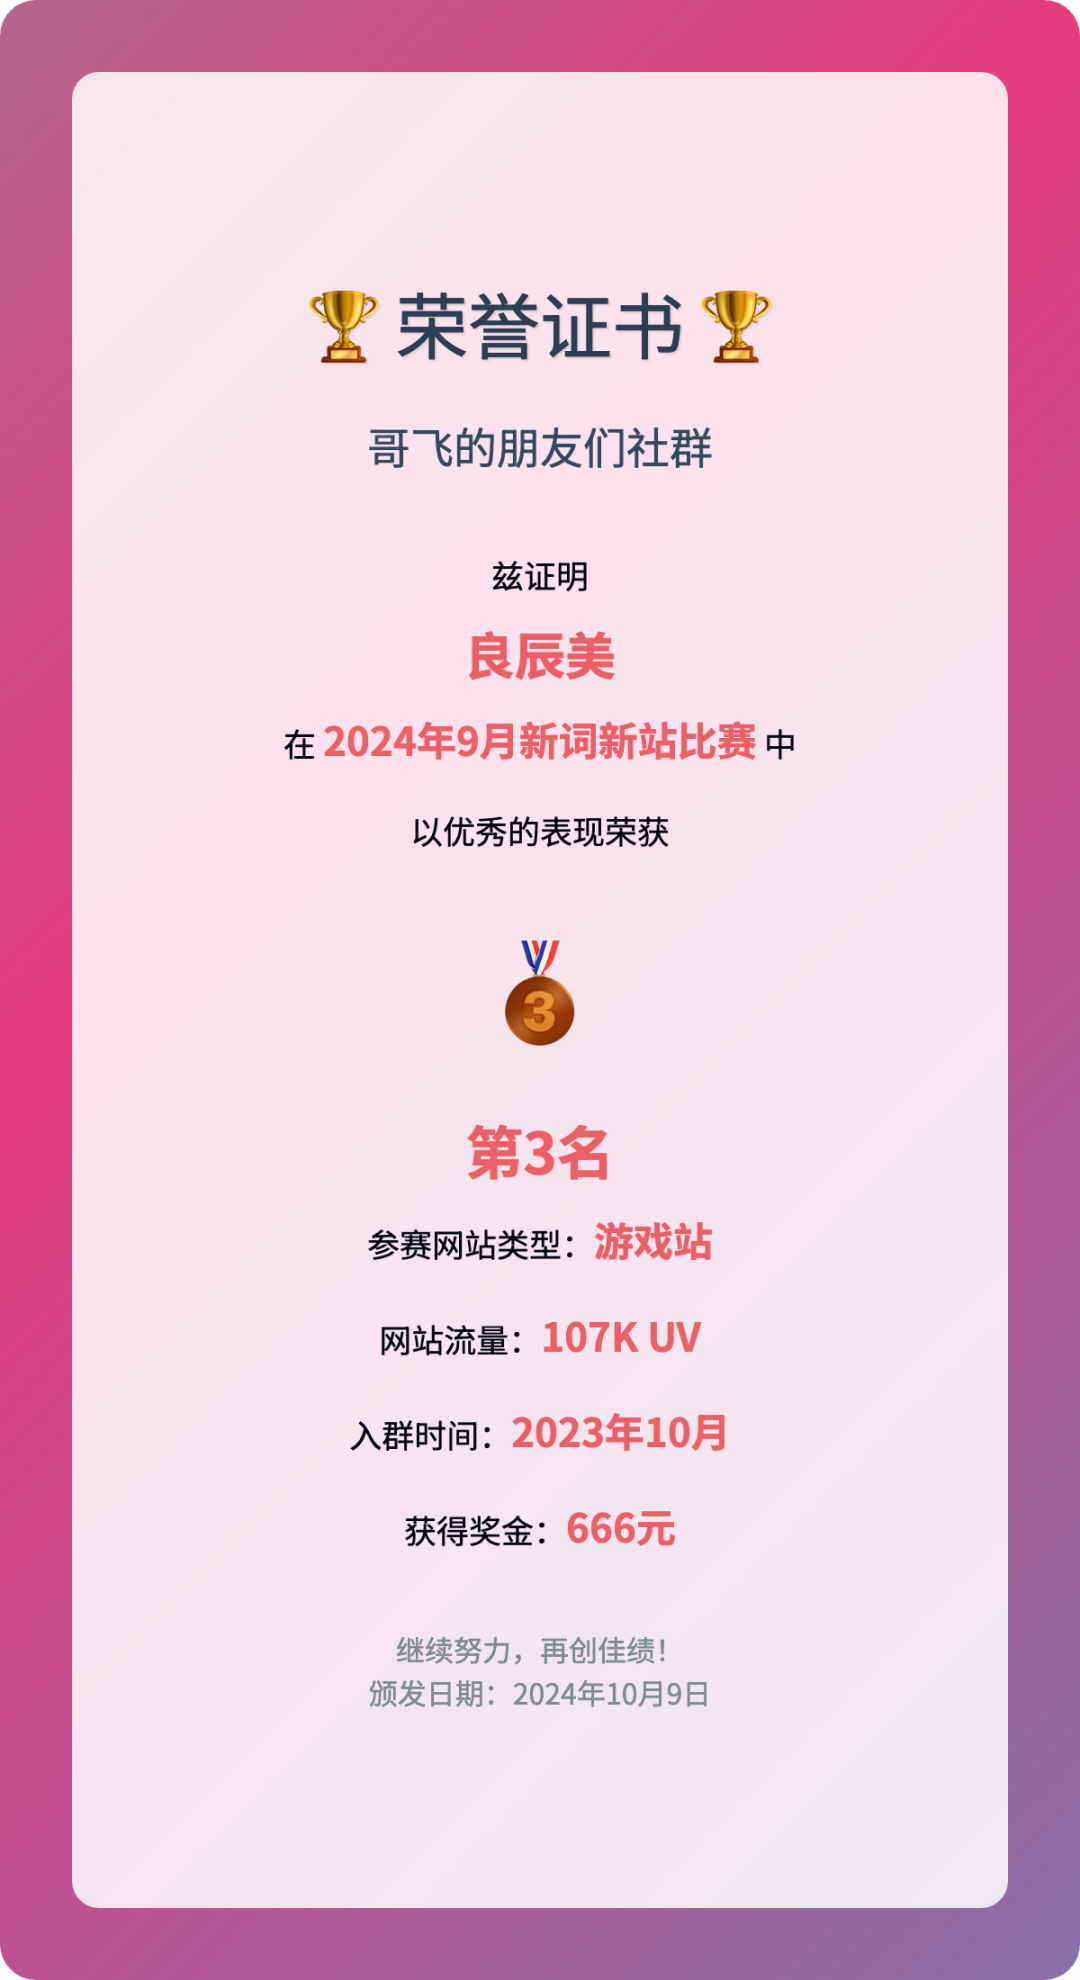 荣誉证书
哥飞的朋友们社群
兹证明
良辰美
在 2024年9月新词新站比赛 中
以优秀的表现荣获
3
第3名
参赛网站类型：游戏站
网站流量：107K UV
入群时间：2023年10月
获得奖金：666元
继续努力，再创佳绩！
颁发日期：2024年10月9日